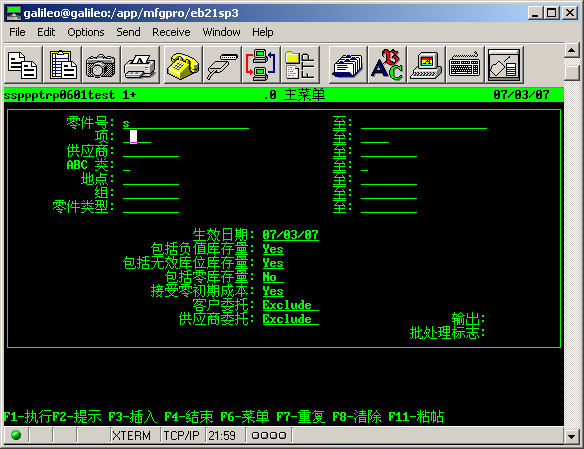 galileo@galileo:/app/mfgpro/eb21sp3
File Edit Options Send Receive Window Help
ssppptrp0601test 1+ .0 主菜单 07/03/07
零件号: s 至:
项: 至:
供应商: 至:
ABC 类: 至:
地点: 至:
组: 至:
零件类型: 至:
生效日期: 07/03/07
包括负值库存量: Yes
包括无效库位库存量: Yes
包括零库存量: No
接受零初期成本: Yes
客户委托: Exclude
供应商委托: Exclude 输出:
批处理标志:
F1-执行F2-提示 F3-插入 F4-结束 F6-菜单 F7-重复 F8-清除 F11-粘帖
XTERM TCP/IP 21:59